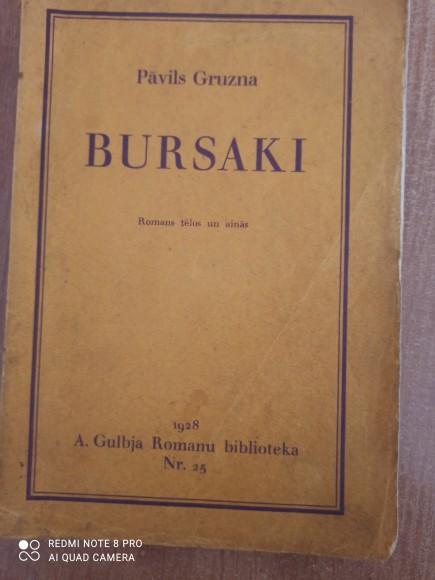 Pāvils Gruzna
BURSAKI
Romans tēlos un ainās
1928
A. Gulbja Romanu biblioteka
Nr. 25
REDMI NOTE 8 PRO
AI QUAD CAMERA